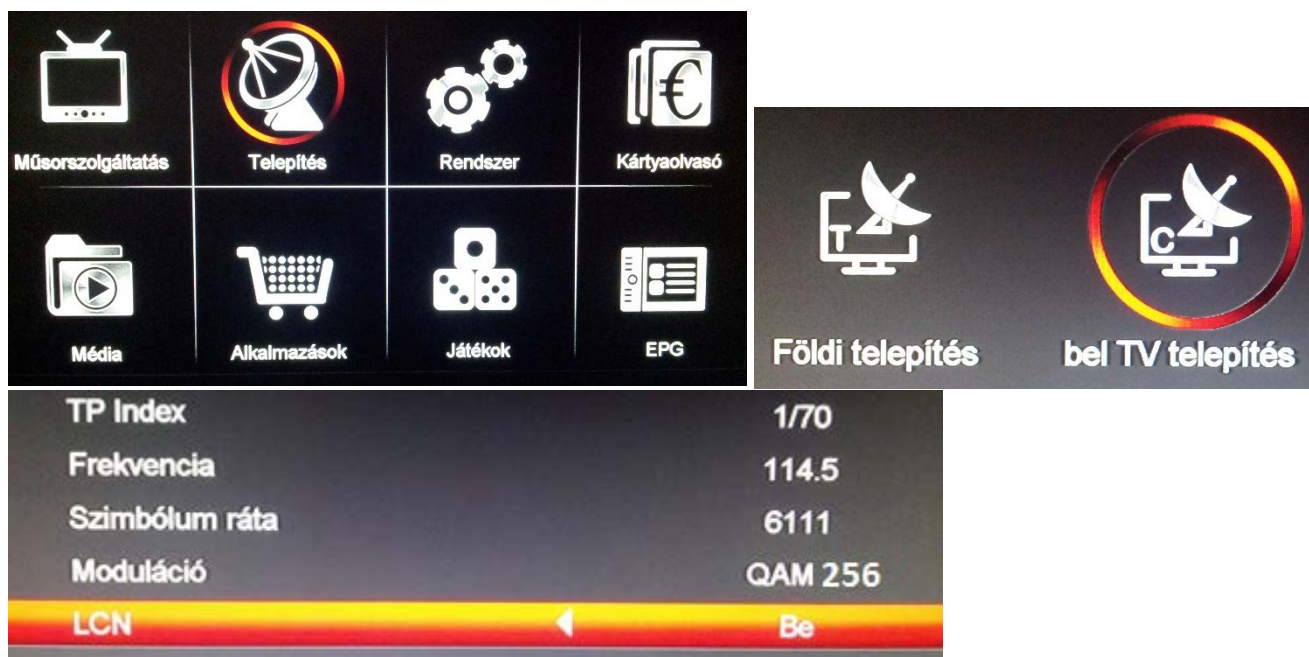 Műsorszolgáltatás
Telepítés
Rendszer
Kártyaolvasó
€
Média
Alkalmazások
Játékok
EPG
T
C
Földi telepítés
bel TV telepítés
TP Index 1/70
Frekvencia 114.5
Szimbólum ráta 6111
Moduláció QAM 256
LCN Be